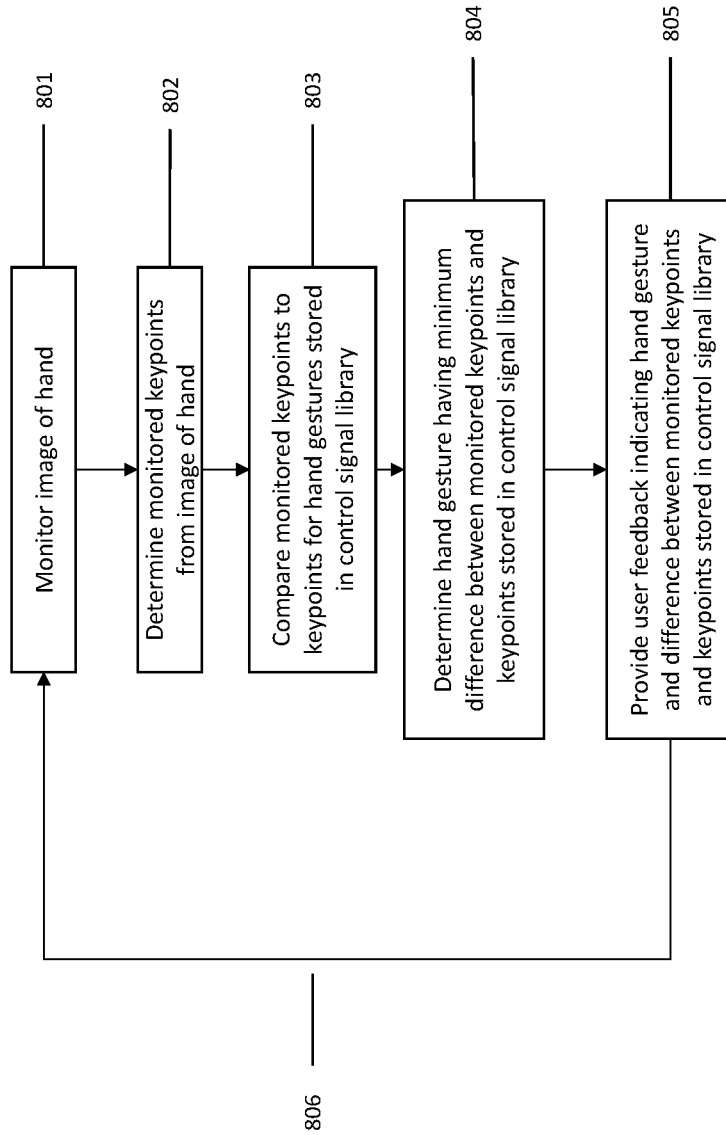 Monitor image of hand
801
Determine monitored keypoints
from image of hand
802
Compare monitored keypoints to
keypoints for hand gestures stored
in control signal library
803
Determine hand gesture having minimum
difference between monitored keypoints and
keypoints stored in control signal library
804
Provide user feedback indicating hand gesture
and difference between monitored keypoints
and keypoints stored in control signal library
805
806